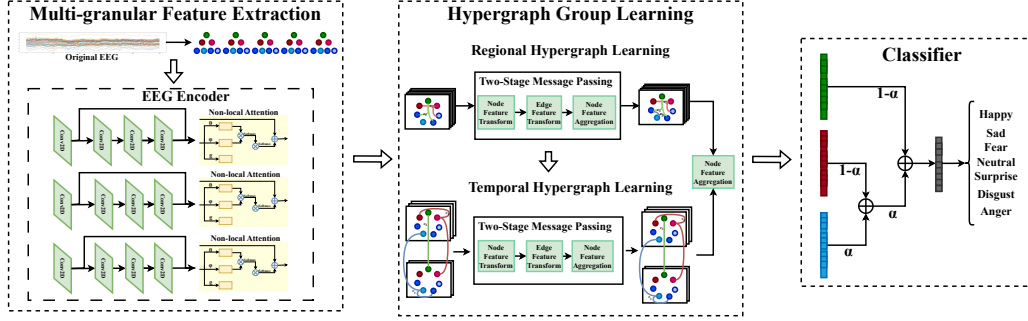 Multi-granular Feature Extraction
Original EEG
EEG Encoder
Conv2D
Conv2D
Conv2D
Conv2D
Non-local Attention
φ
θ
g
Conv2D
Conv2D
Conv2D
Conv2D
Non-local Attention
φ
θ
g
Conv2D
Conv2D
Conv2D
Conv2D
Non-local Attention
φ
θ
g
Hypergraph Group Learning
Regional Hypergraph Learning
Two-Stage Message Passing
Node
Feature
Transform
Edge
Feature
Transform
Node
Feature
Aggregation
Temporal Hypergraph Learning
Two-Stage Message Passing
Node
Feature
Transform
Edge
Feature
Transform
Node
Feature
Aggregation
Node
Feature
Aggregation
Classifier
1-α
1-α
α
α
Happy
Sad
Fear
Neutral
Surprise
Disgust
Anger